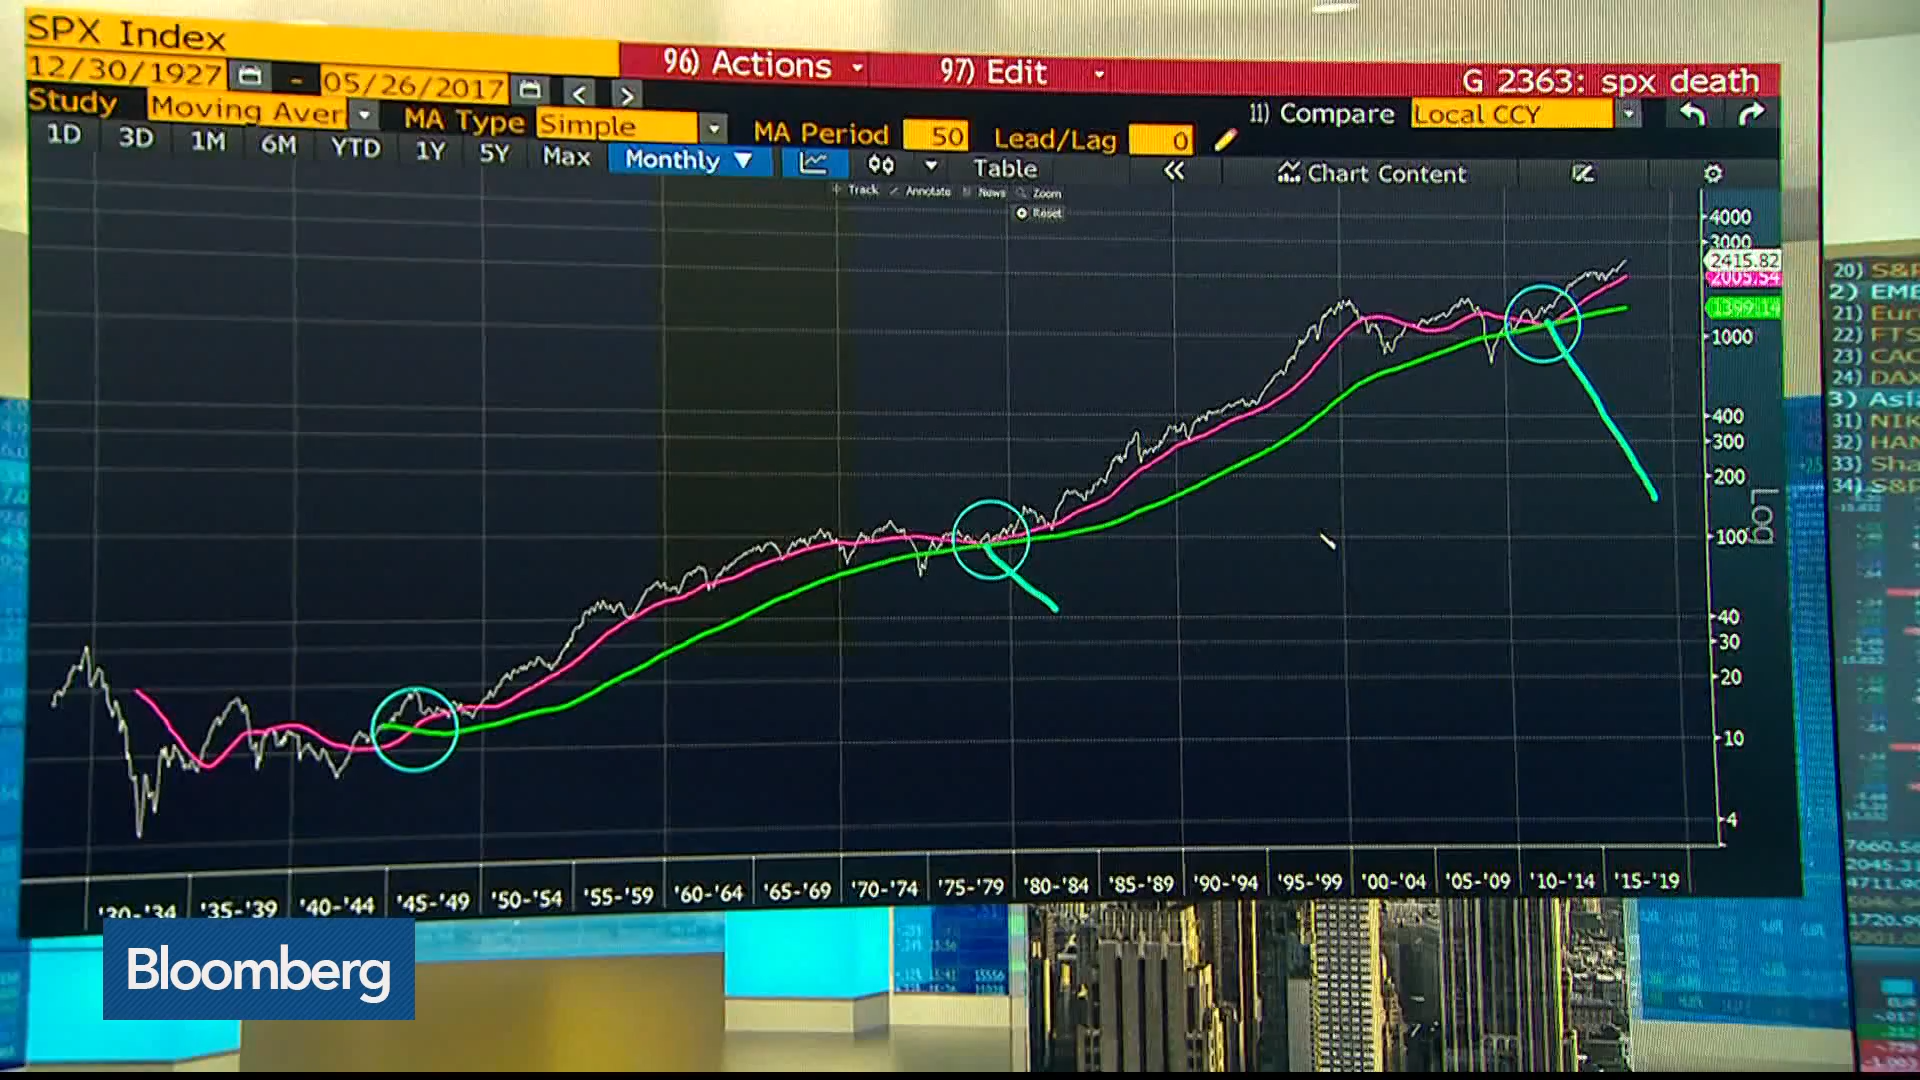 SPX Index
96) Actions
97) Edit
G 2363: spx death
12/30/1927 - 05/26/2017 < >
Study Moving Aver MA Type Simple MA Period 50 Lead/Lag 0
11) Compare Local CCY
1D 3D 1M 6M YTD 1Y 5Y Max Monthly ▼ Table « Chart Content
Track Annotate News Zoom
Reset
4000
3000
2415.82
2005.54
1399.14
1000
400
300
200
100
Log
40
30
20
10
4
'30-'34 '35-'39 '40-'44 '45-'49 '50-'54 '55-'59 '60-'64 '65-'69 '70-'74 '75-'79 '80-'84 '85-'89 '90-'94 '95-'99 '00-'04 '05-'09 '10-'14 '15-'19
20) S&P
2) EME
21) Euro
22) FTS
23) CAC
24) DAX
3) Asia
31) NIK
32) HAN
33) Sha
34) S&P
Bloomberg